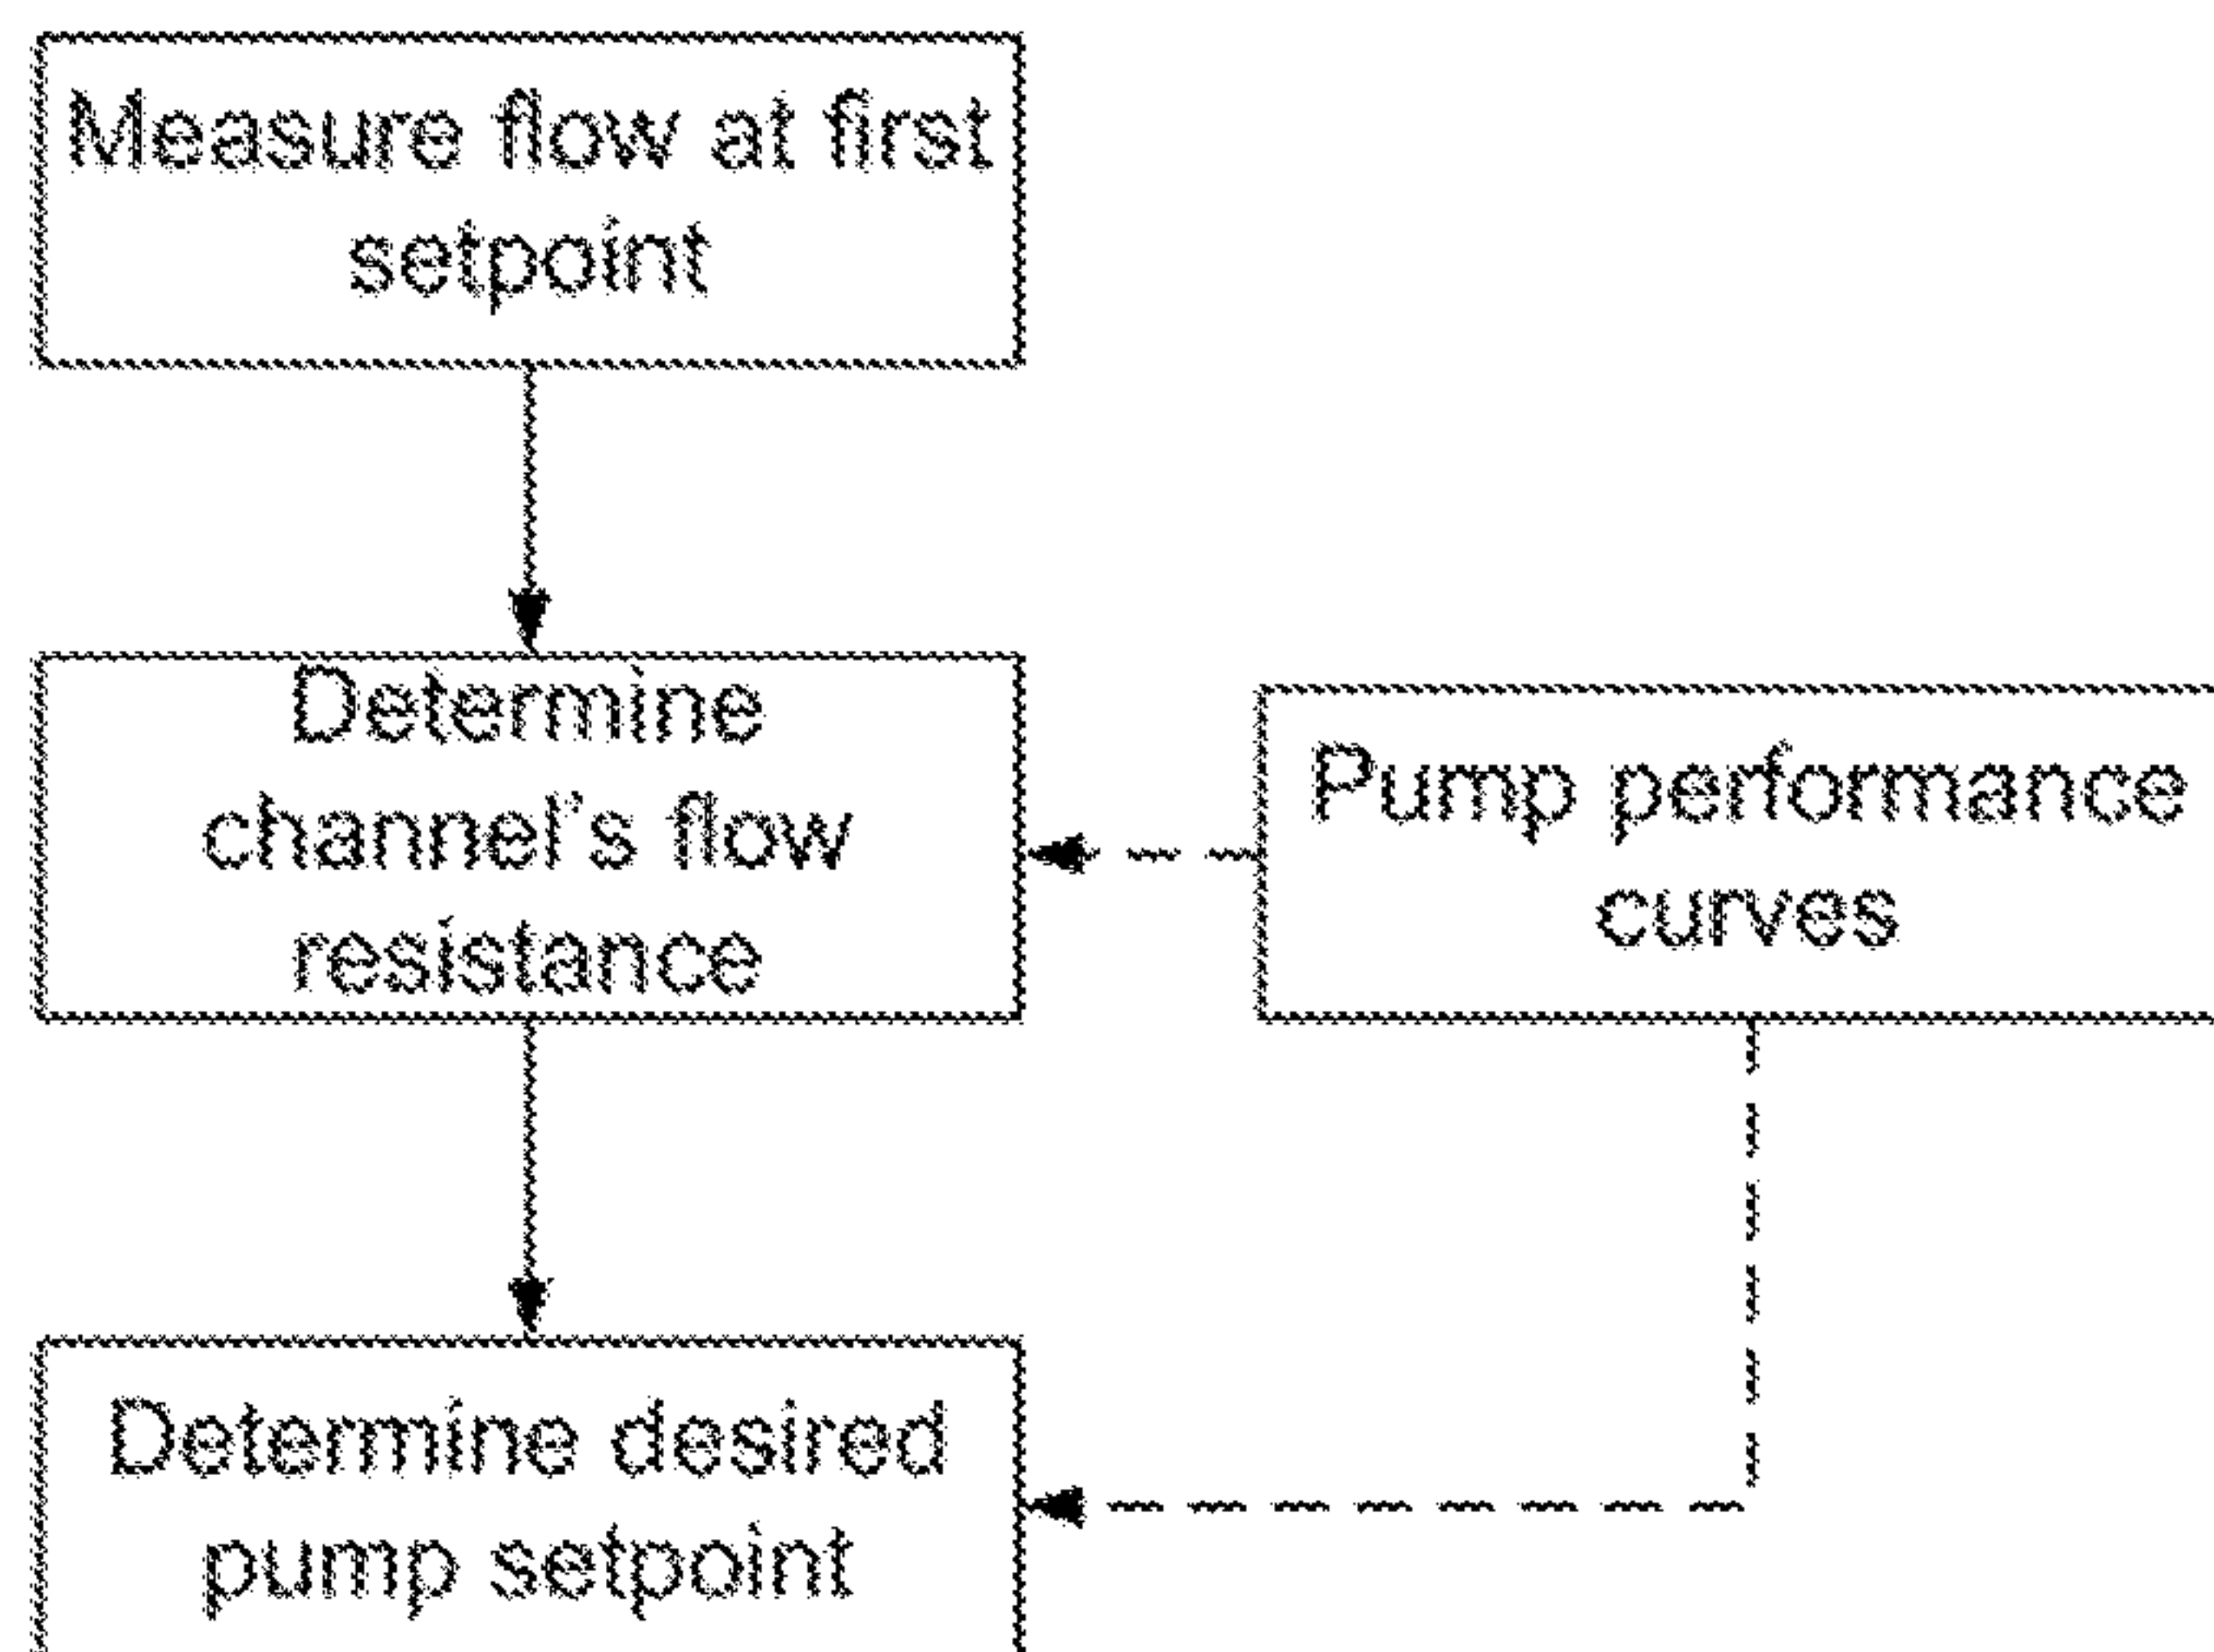 Measure flow at first
setpoint
Determine
channel's flow
resistance
Pump performance
curves
Determine desired
pump setpoint